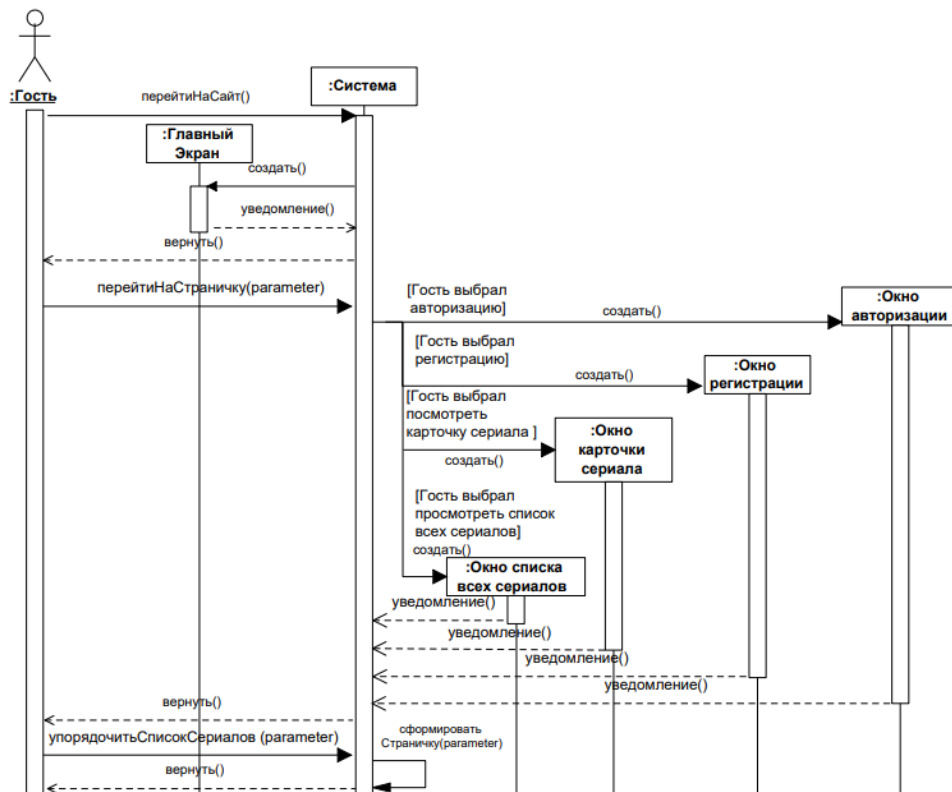 :Гость
:Система
перейтиНаСайт()
:Главный
Экран
создать()
уведомление()
вернуть()
перейтиНаСтраничку(parameter)
[Гость выбрал
авторизацию]
создать()
:Окно
авторизации
[Гость выбрал
регистрацию]
создать()
:Окно
регистрации
[Гость выбрал
посмотреть
карточку сериала ]
создать()
:Окно
карточки
сериала
[Гость выбрал
просмотреть список
всех сериалов]
создать()
:Окно списка
всех сериалов
уведомление()
уведомление()
уведомление()
уведомление()
вернуть()
упорядочитьСписокСериалов (parameter)
сформировать
Страничку(parameter)
вернуть()